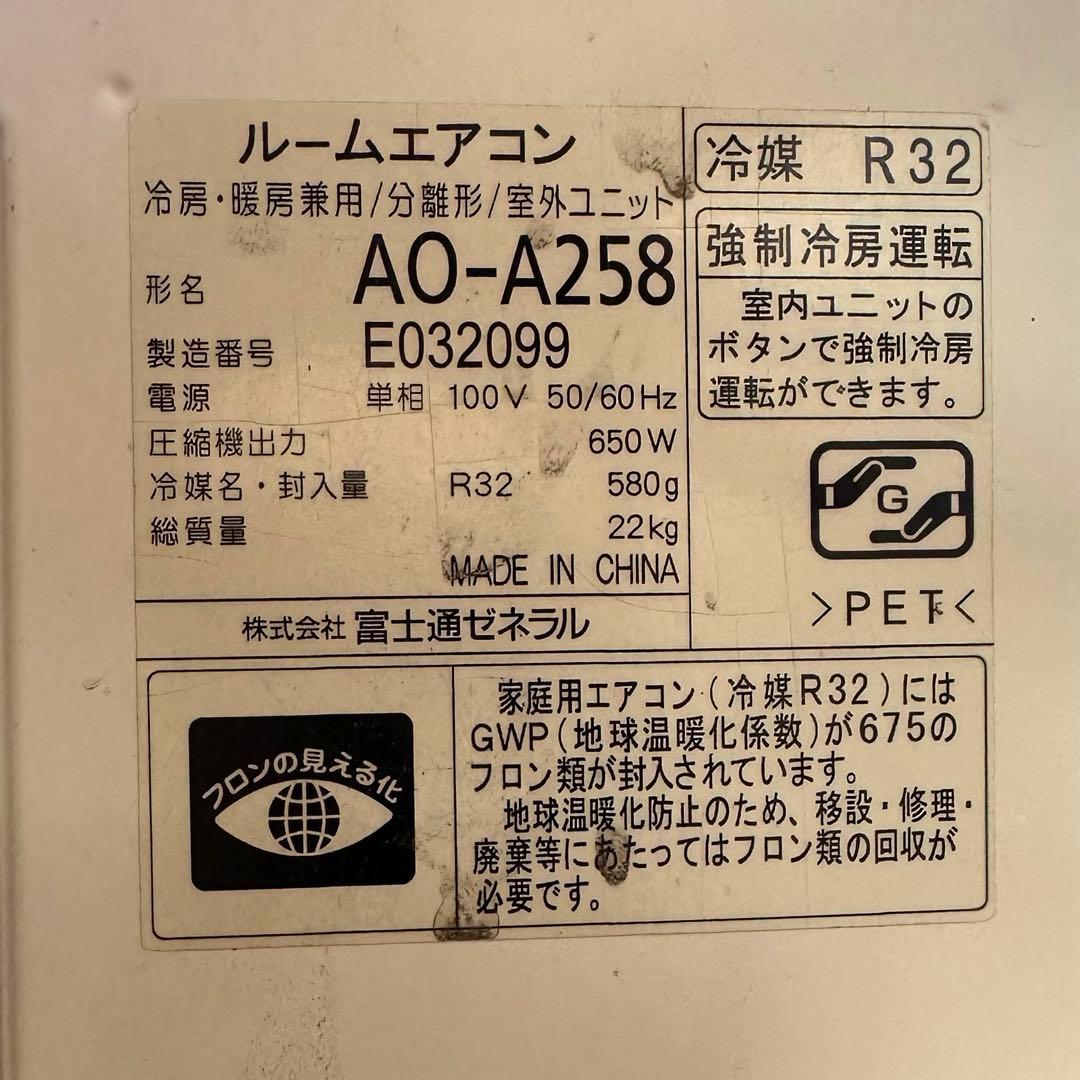 ルームエアコン
冷房・暖房兼用/分離形/室外ユニット
形名 AO-A258
製造番号 E032099
電源 単相 100V 50/60Hz
圧縮機出力 650W
冷媒名・封入量 R32 580g
総質量 22kg
MADE IN CHINA
株式会社 富士通ゼネラル
冷媒 R32
強制冷房運転
室内ユニットの
ボタンで強制冷房
運転ができます。
G
>PET<
フロンの見える化
家庭用エアコン(冷媒R32)には
GWP(地球温暖化係数)が675の
フロン類が封入されています。
地球温暖化防止のため、移設・修理・
廃棄等にあたってはフロン類の回収が
必要です。